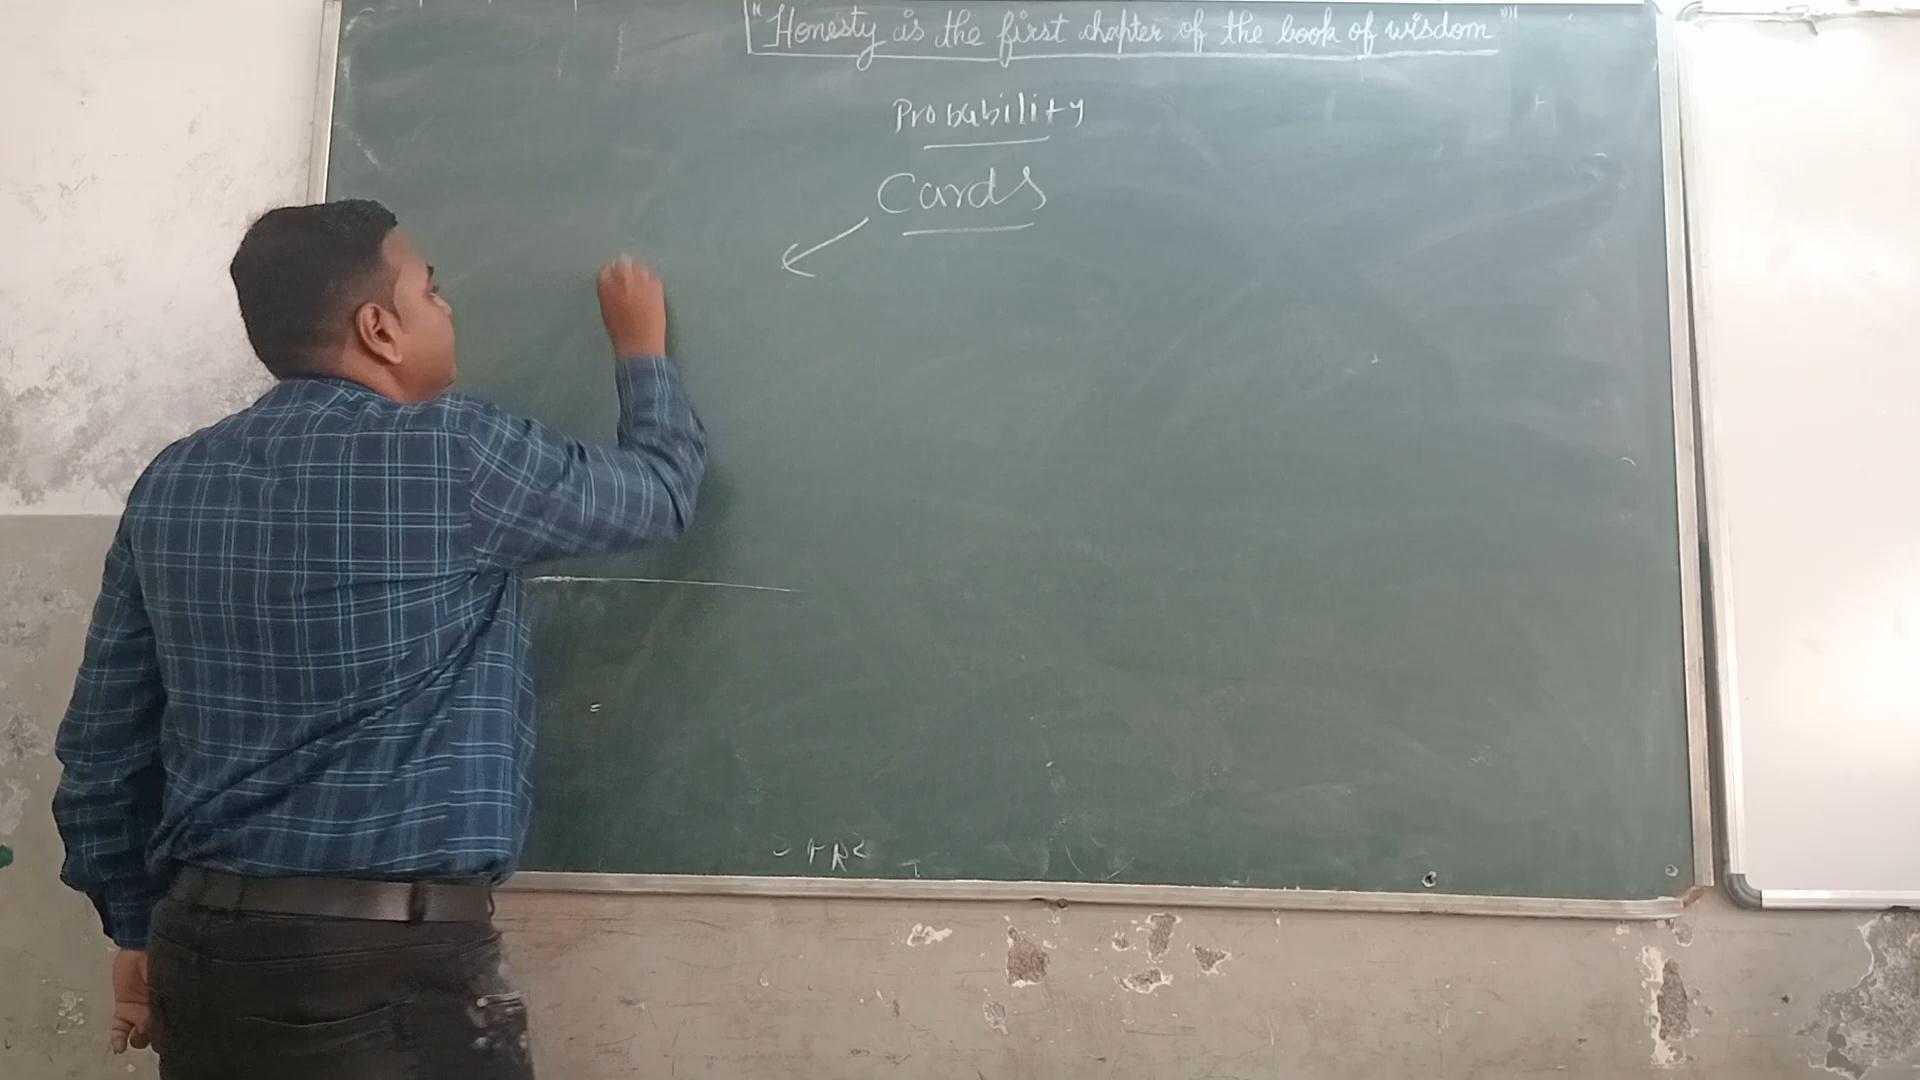 "Honesty is the first chapter of the book of wisdom"
Probability
Cards